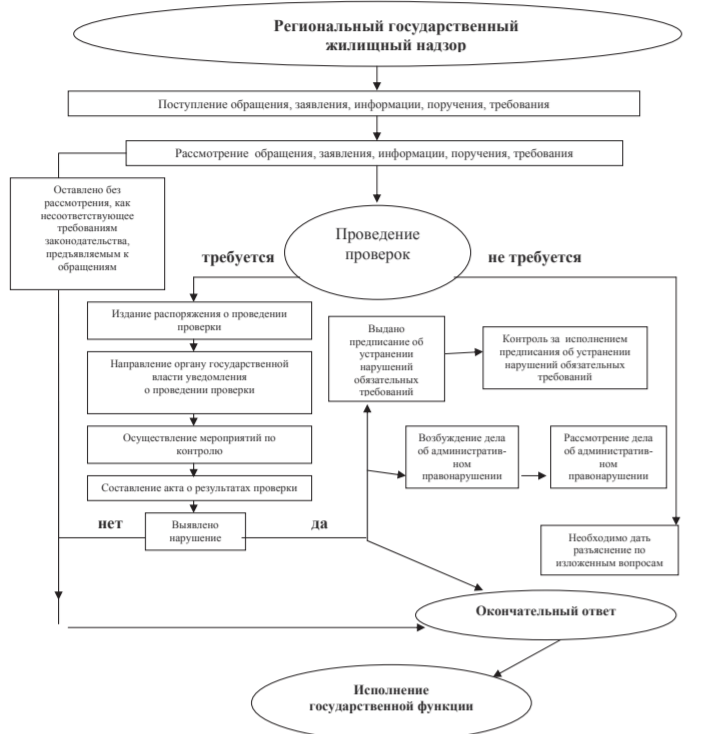 Региональный государственный
жилищный надзор
Поступление обращения, заявления, информации, поручения, требования
Рассмотрение обращения, заявления, информации, поручения, требования
Оставлено без
рассмотрения, как
несоответствующее
требованиям
законодательства,
предъявляемым к
обращениям
Проведение
проверок
требуется
не требуется
Издание распоряжения о проведении
проверки
Направление органу государственной
власти уведомления
о проведении проверки
Осуществление мероприятий по
контролю
Составление акта о результатах проверки
Выявлено
нарушение
нет
да
Выдано
предписание об
устранении
нарушений
обязательных
требований
Контроль за исполнением
предписания об устранении
нарушений обязательных
требований
Возбуждение дела
об административ-
ном
правонарушении
Рассмотрение дела
об административ-
ном
правонарушении
Необходимо дать
разъяснение по
изложенным вопросам
Окончательный ответ
Исполнение
государственной функции